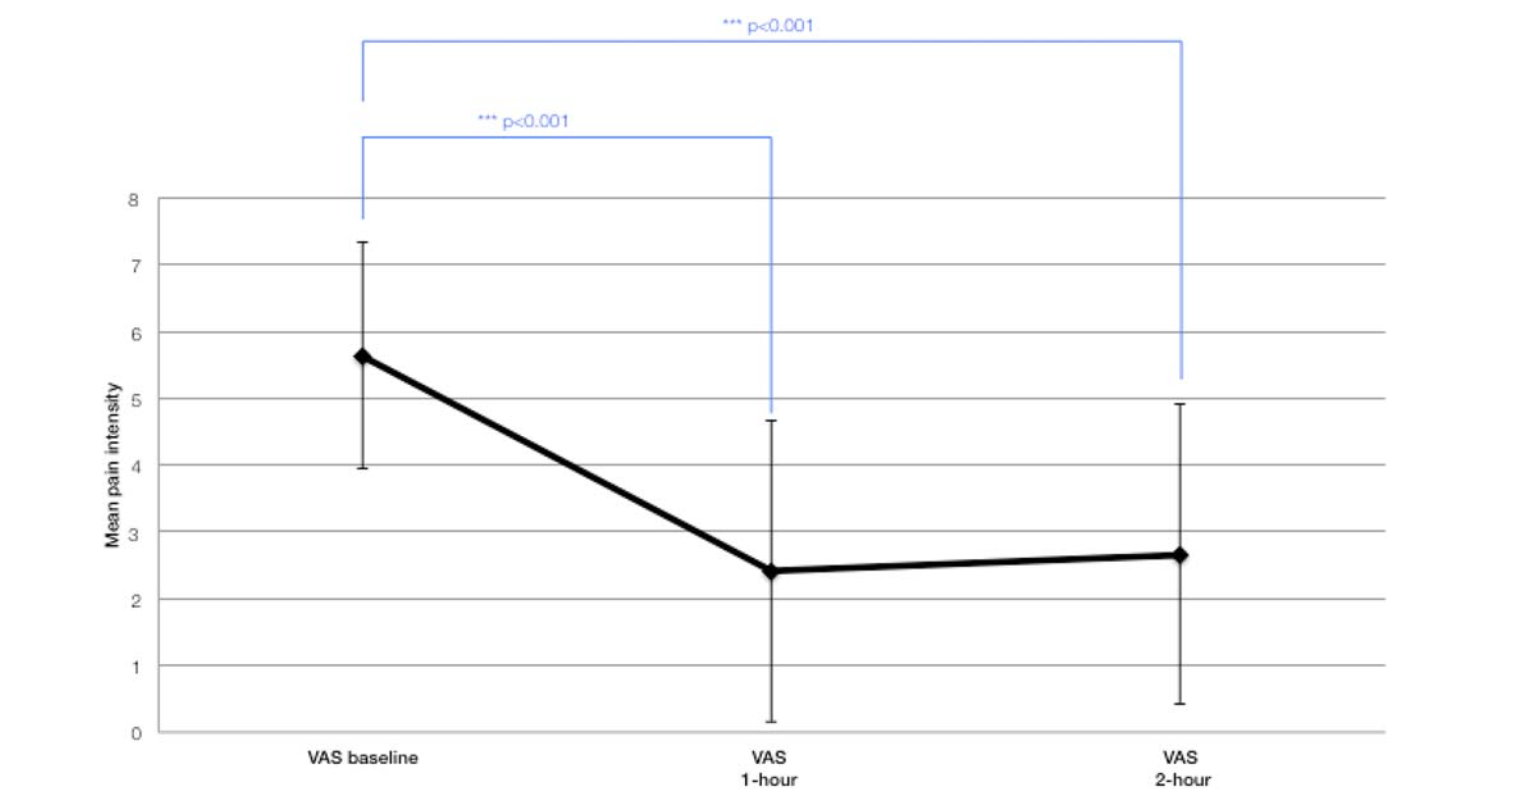 *** p<0.001
*** p<0.001
8
7
6
5
4
3
2
1
0
Mean pain intensity
VAS baseline
VAS
1-hour
VAS
2-hour